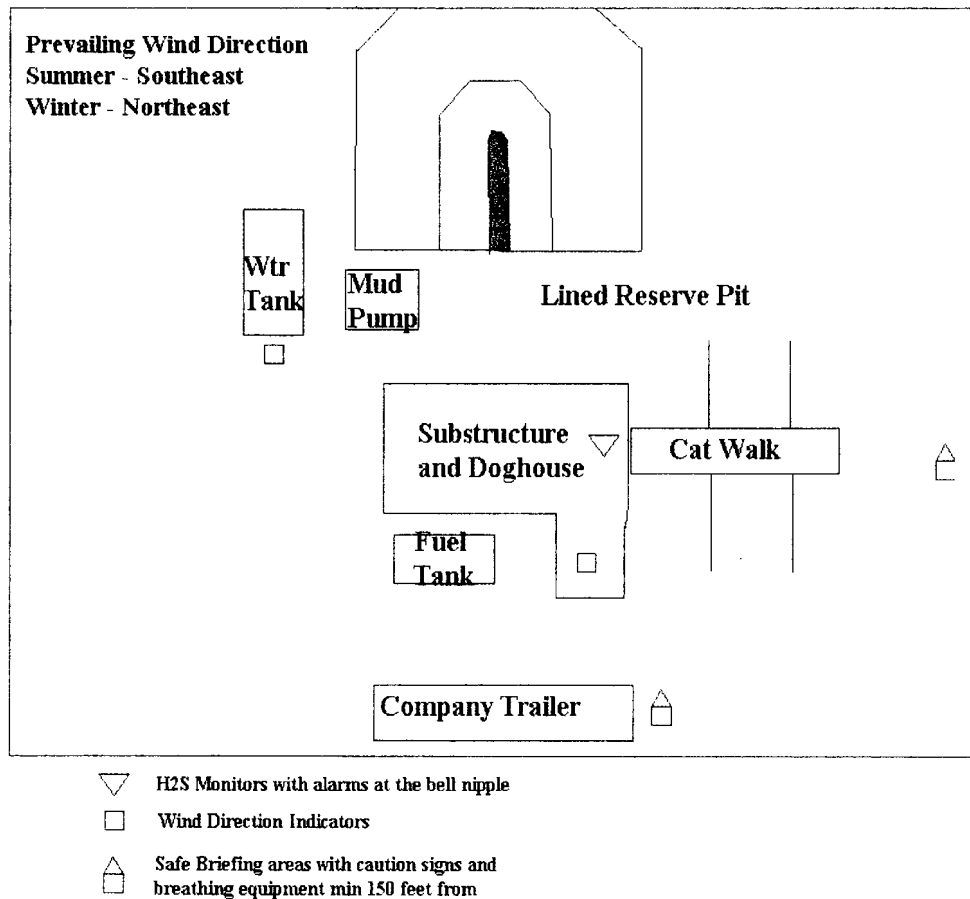 Prevailing Wind Direction
Summer - Southeast
Winter - Northeast
Wtr
Tank
Mud
Pump
Lined Reserve Pit
Substructure
and Doghouse
Cat Walk
Fuel
Tank
Company Trailer
H2S Monitors with alarms at the bell nipple
Wind Direction Indicators
Safe Briefing areas with caution signs and
breathing equipment min 150 feet from